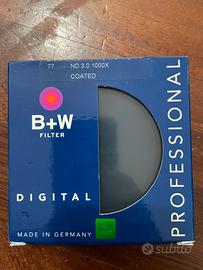 77 ND 3.0 1000X
COATED
B+W
FILTER
DIGITAL
MADE IN GERMANY
PROFESSIONAL
subito